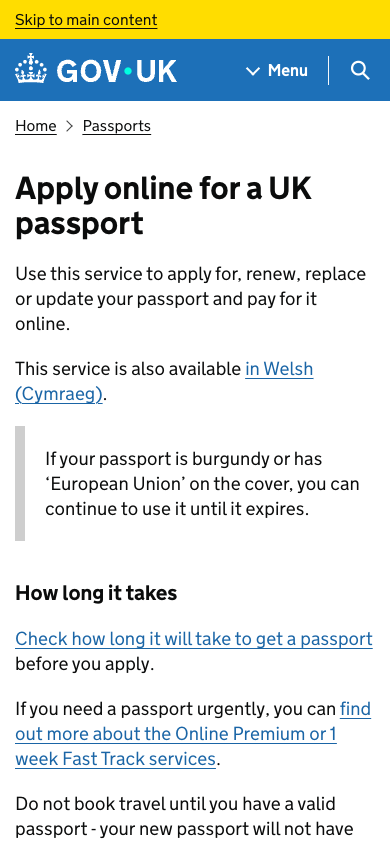 Skip to main content
GOV·UK
Menu
Home
Passports
Apply online for a UK
passport
Use this service to apply for, renew, replace
or update your passport and pay for it
online.
This service is also available in Welsh
(Cymraeg).
If your passport is burgundy or has
‘European Union’ on the cover, you can
continue to use it until it expires.
How long it takes
Check how long it will take to get a passport
before you apply.
If you need a passport urgently, you can find
out more about the Online Premium or 1
week Fast Track services.
Do not book travel until you have a valid
passport - your new passport will not have